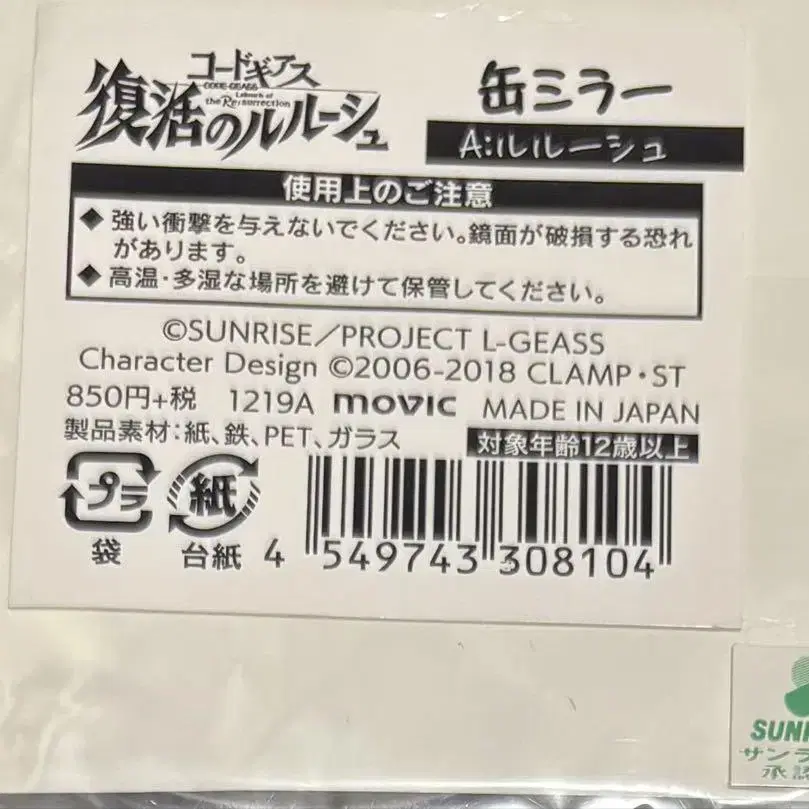 コードギアス
CODE GEASS
Lelouch of
the Re;surrection
復活のルルーシュ
缶ミラー
A:ルルーシュ
使用上のご注意
◆ 強い衝撃を与えないでください。鏡面が破損する恐れ
があります。
◆ 高温・多湿な場所を避けて保管してください。
©SUNRISE／PROJECT L-GEASS
Character Design ©2006-2018 CLAMP・ST
850円+税 1219A movic MADE IN JAPAN
製品素材:紙、鉄、PET、ガラス
対象年齢12歳以上
プラ
袋
紙
台紙
4 549743 308104